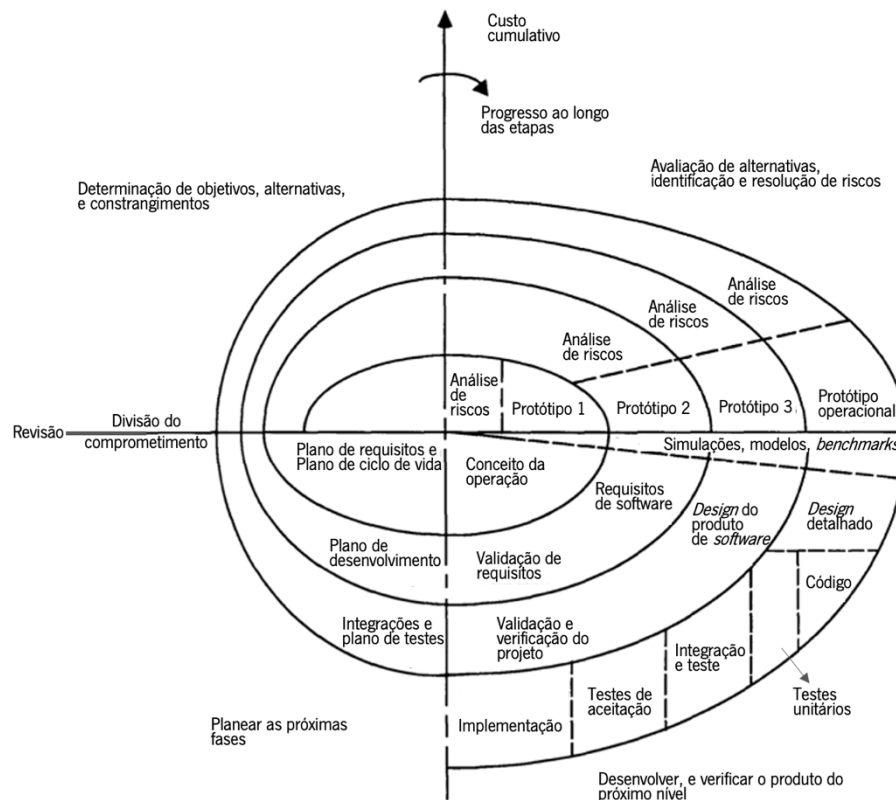 Custo
cumulativo
Progresso ao longo
das etapas
Determinação de objetivos, alternativas,
e constrangimentos
Avaliação de alternativas,
identificação e resolução de riscos
Análise
de riscos
Análise
de riscos
Análise
de riscos
Análise
de
riscos
Protótipo 1
Protótipo 2
Protótipo 3
Protótipo
operacional
Revisão
Divisão do
comprometimento
Simulações, modelos, benchmarks
Plano de requisitos e
Plano de ciclo de vida
Conceito da
operação
Requisitos
de software
Design do
produto
de software
Design
detalhado
Plano de
desenvolvimento
Validação de
requisitos
Código
Integrações e
plano de testes
Validação e
verificação do
projeto
Integração
e teste
Testes
unitários
Testes de
aceitação
Implementação
Planear as próximas
fases
Desenvolver, e verificar o produto do
próximo nível